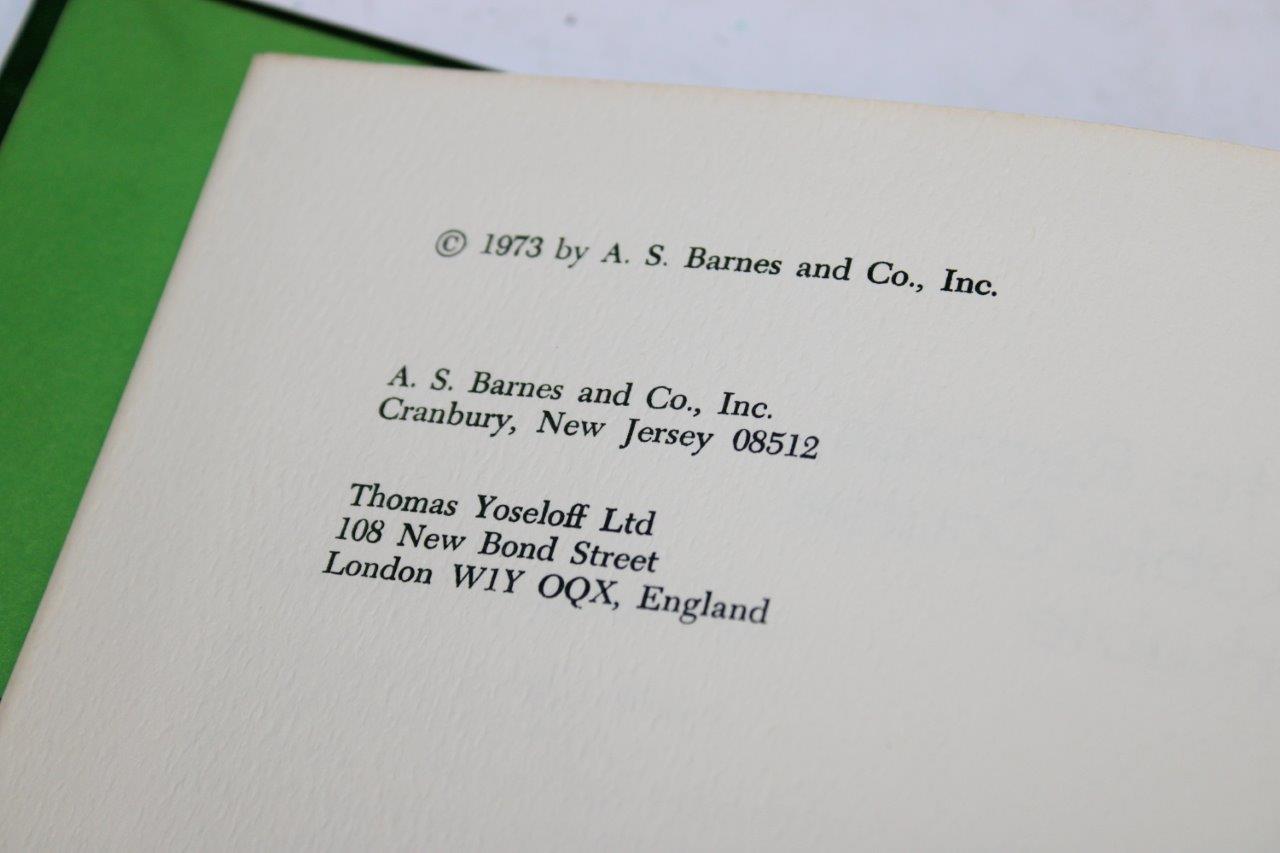 © 1973 by A. S. Barnes and Co., Inc.
A. S. Barnes and Co., Inc.
Cranbury, New Jersey 08512
Thomas Yoseloff Ltd
108 New Bond Street
London W1Y OQX, England